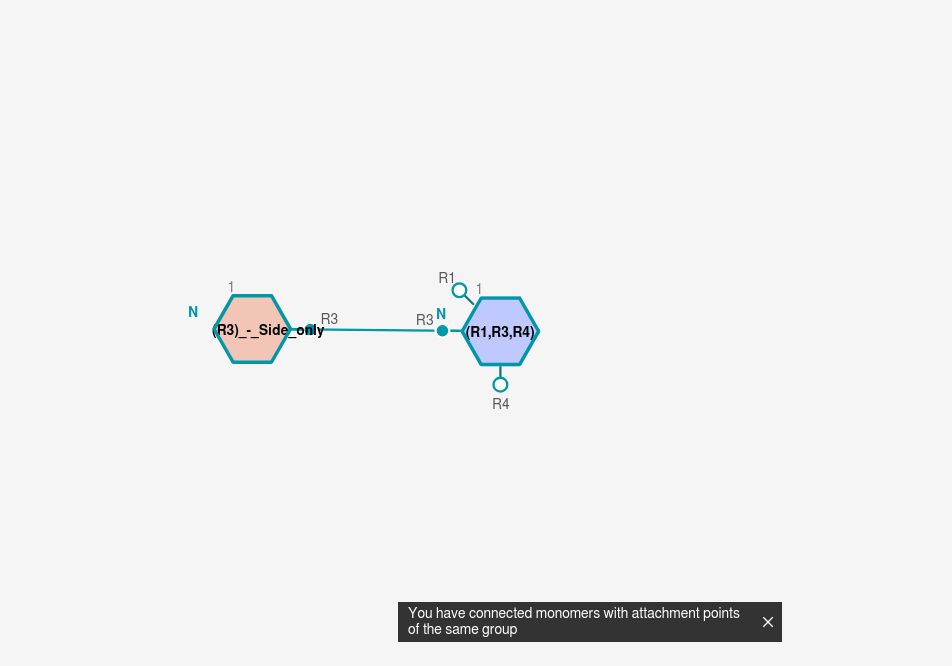 R1
1
1
N
N
R3
R3
(R3)_-_Side_only
(R1,R3,R4)
R4
You have connected monomers with attachment points
of the same group